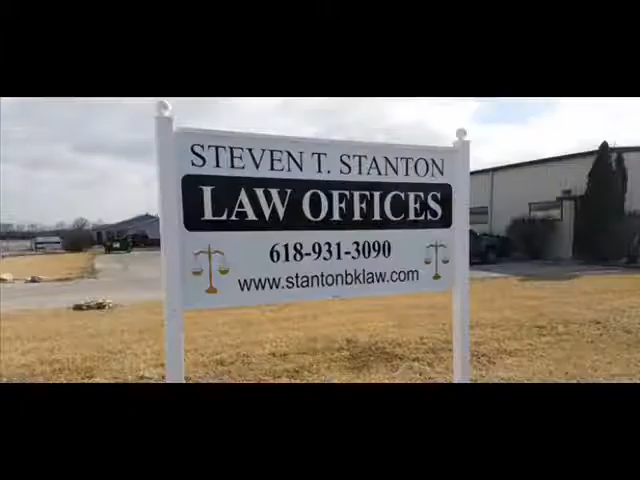 STEVEN T. STANTON
LAW OFFICES
618-931-3090
www.stantonbklaw.com